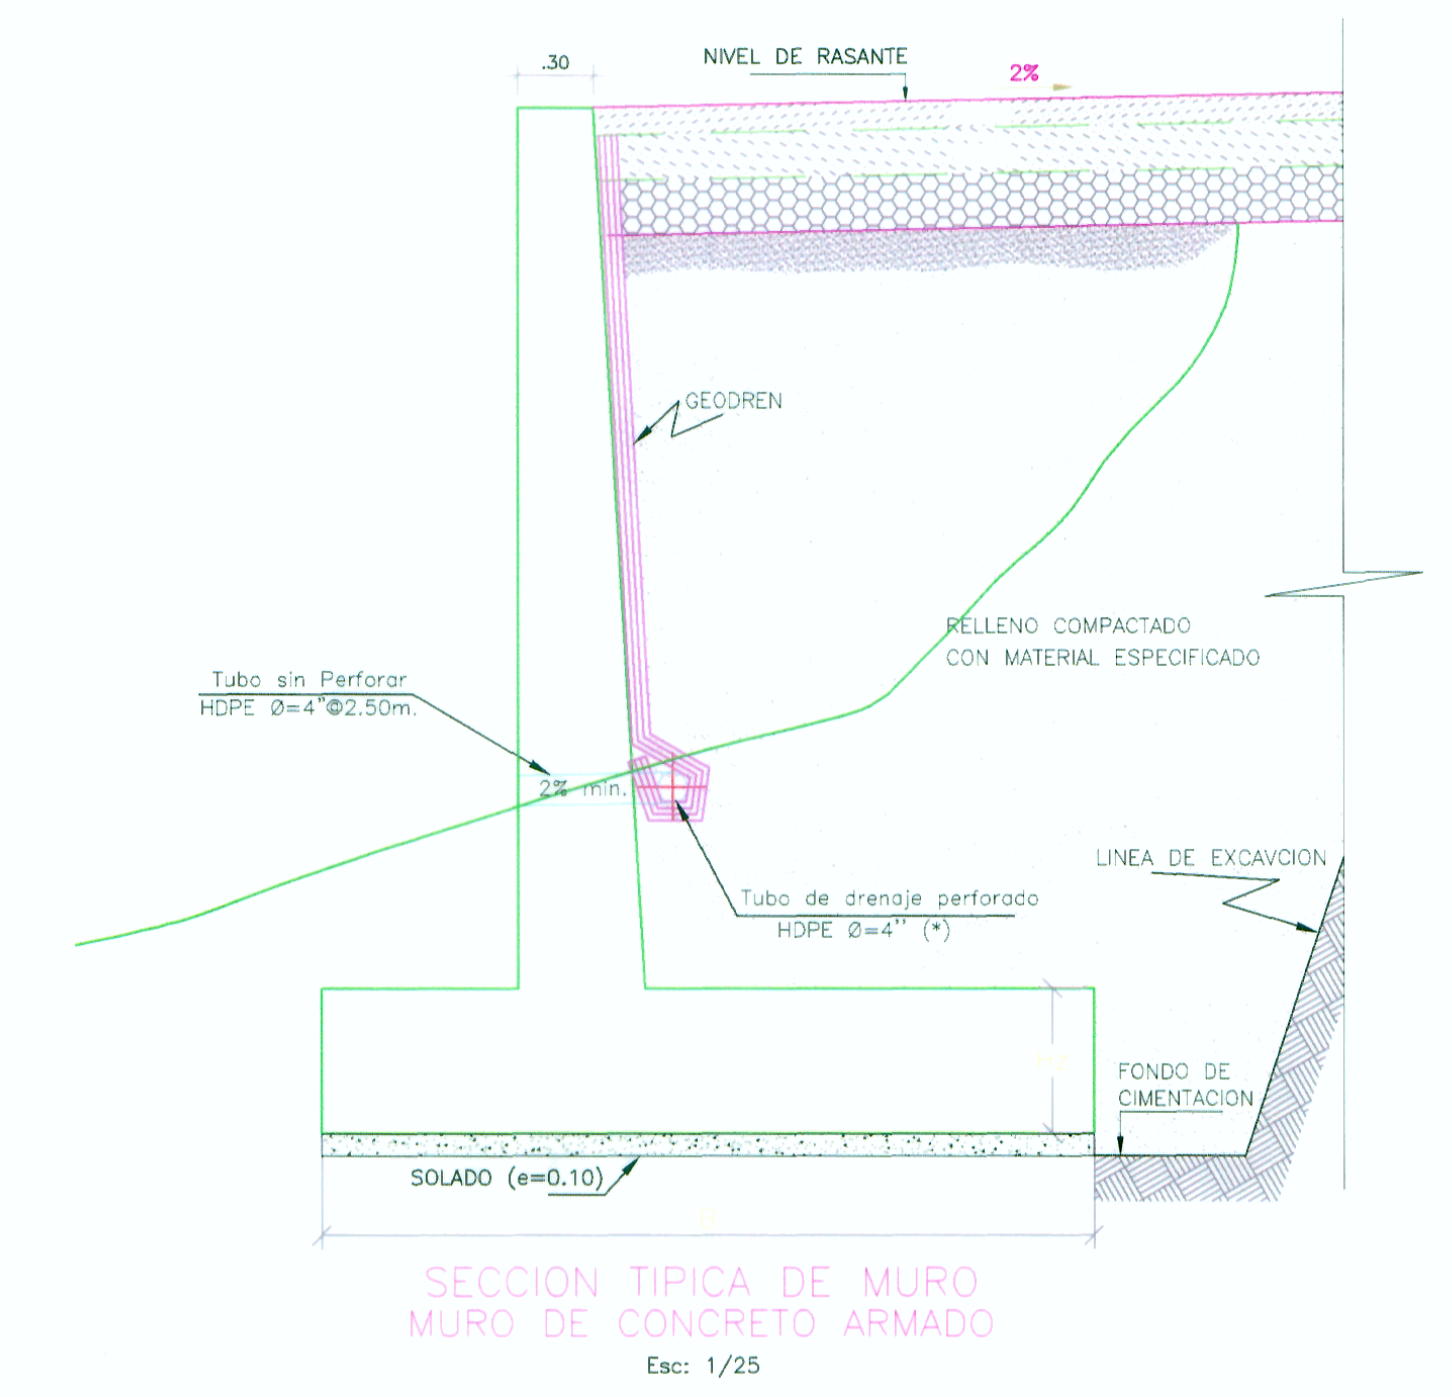 .30
NIVEL DE RASANTE
2%
GEODREN
RELLENO COMPACTADO
CON MATERIAL ESPECIFICADO
Tubo sin Perforar
HDPE Ø=4"@2.50m.
2% min.
LINEA DE EXCAVCION
Tubo de drenaje perforado
HDPE Ø=4'' (*)
Hz
FONDO DE
CIMENTACION
SOLADO (e=0.10)
SECCION TIPICA DE MURO
MURO DE CONCRETO ARMADO
Esc: 1/25